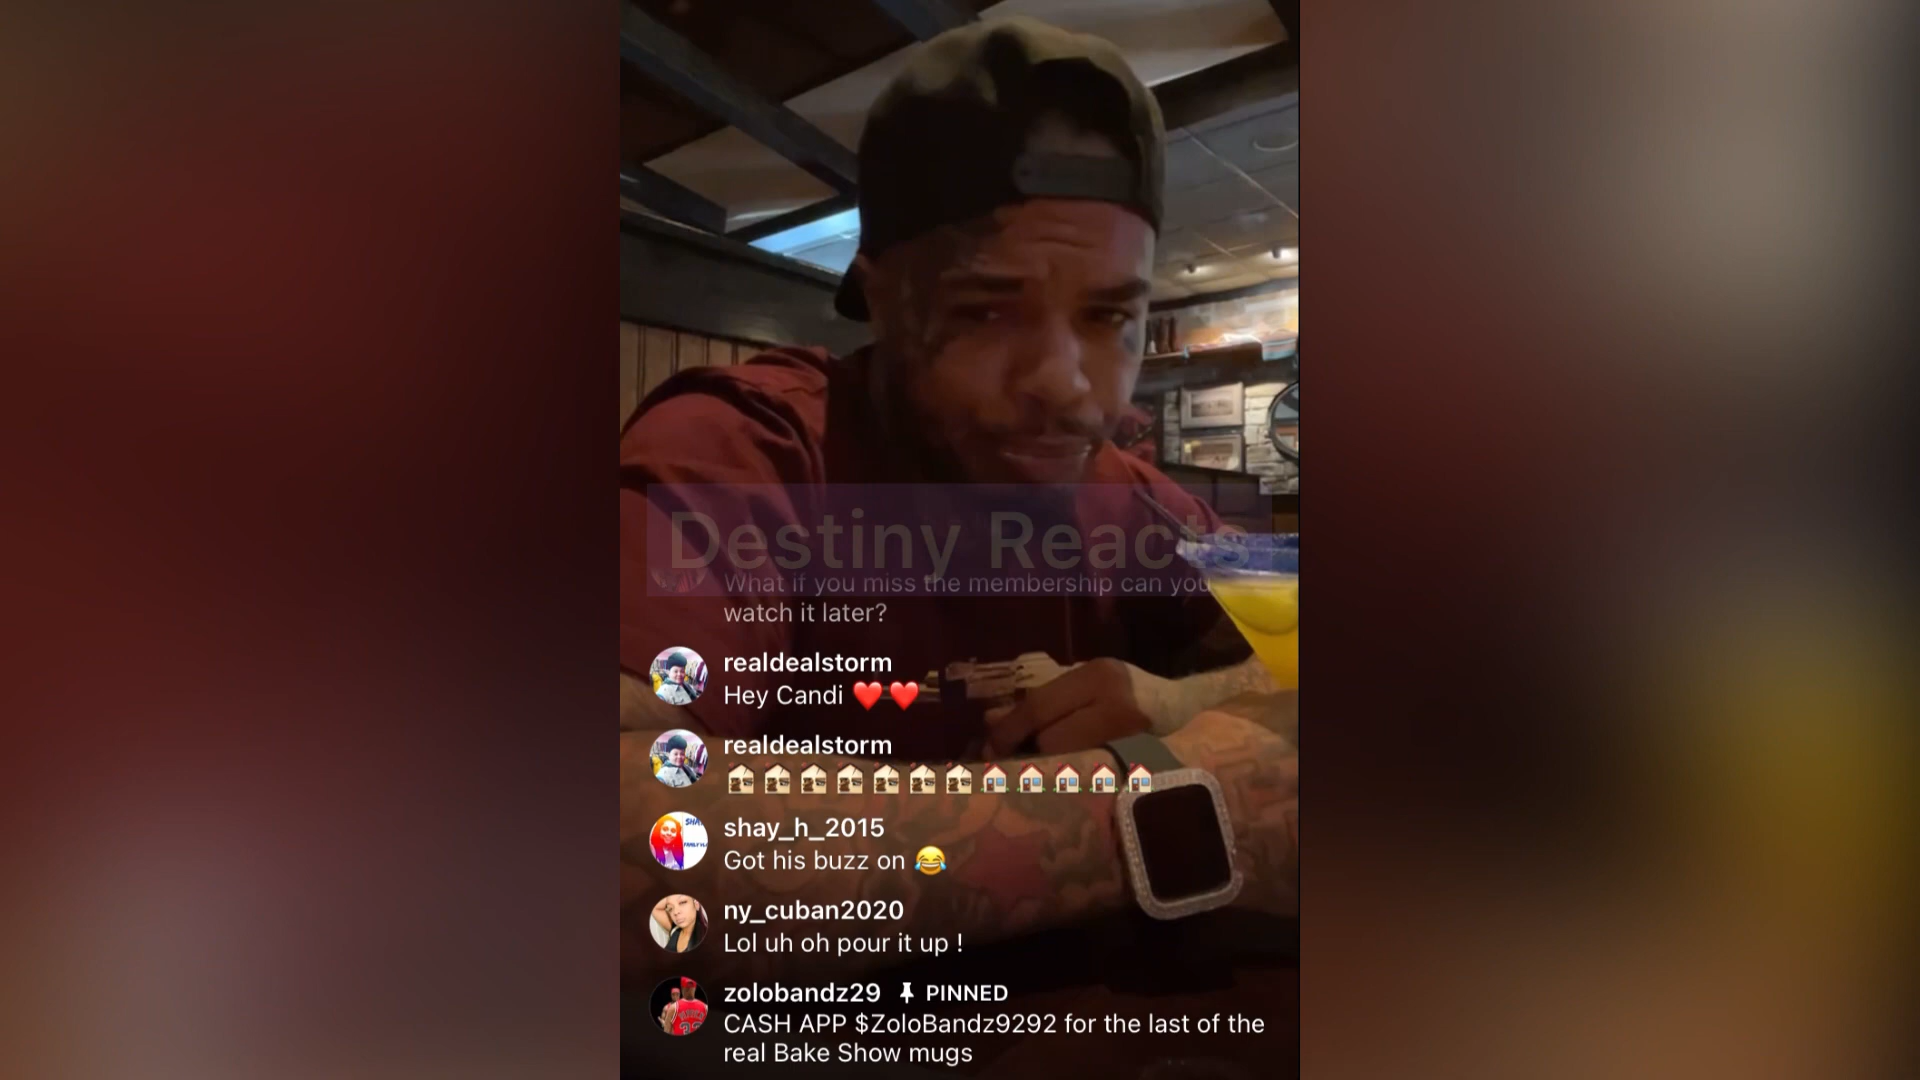 Destiny Reacts
What if you miss the membership can you
watch it later?
realdealstorm
Hey Candi ❤️❤️
realdealstorm
🏚🏚🏚🏚🏚🏚🏚🏠🏠🏠🏠🏠
shay_h_2015
Got his buzz on 😂
ny_cuban2020
Lol uh oh pour it up !
zolobandz29 📌 PINNED
CASH APP $ZoloBandz9292 for the last of the
real Bake Show mugs